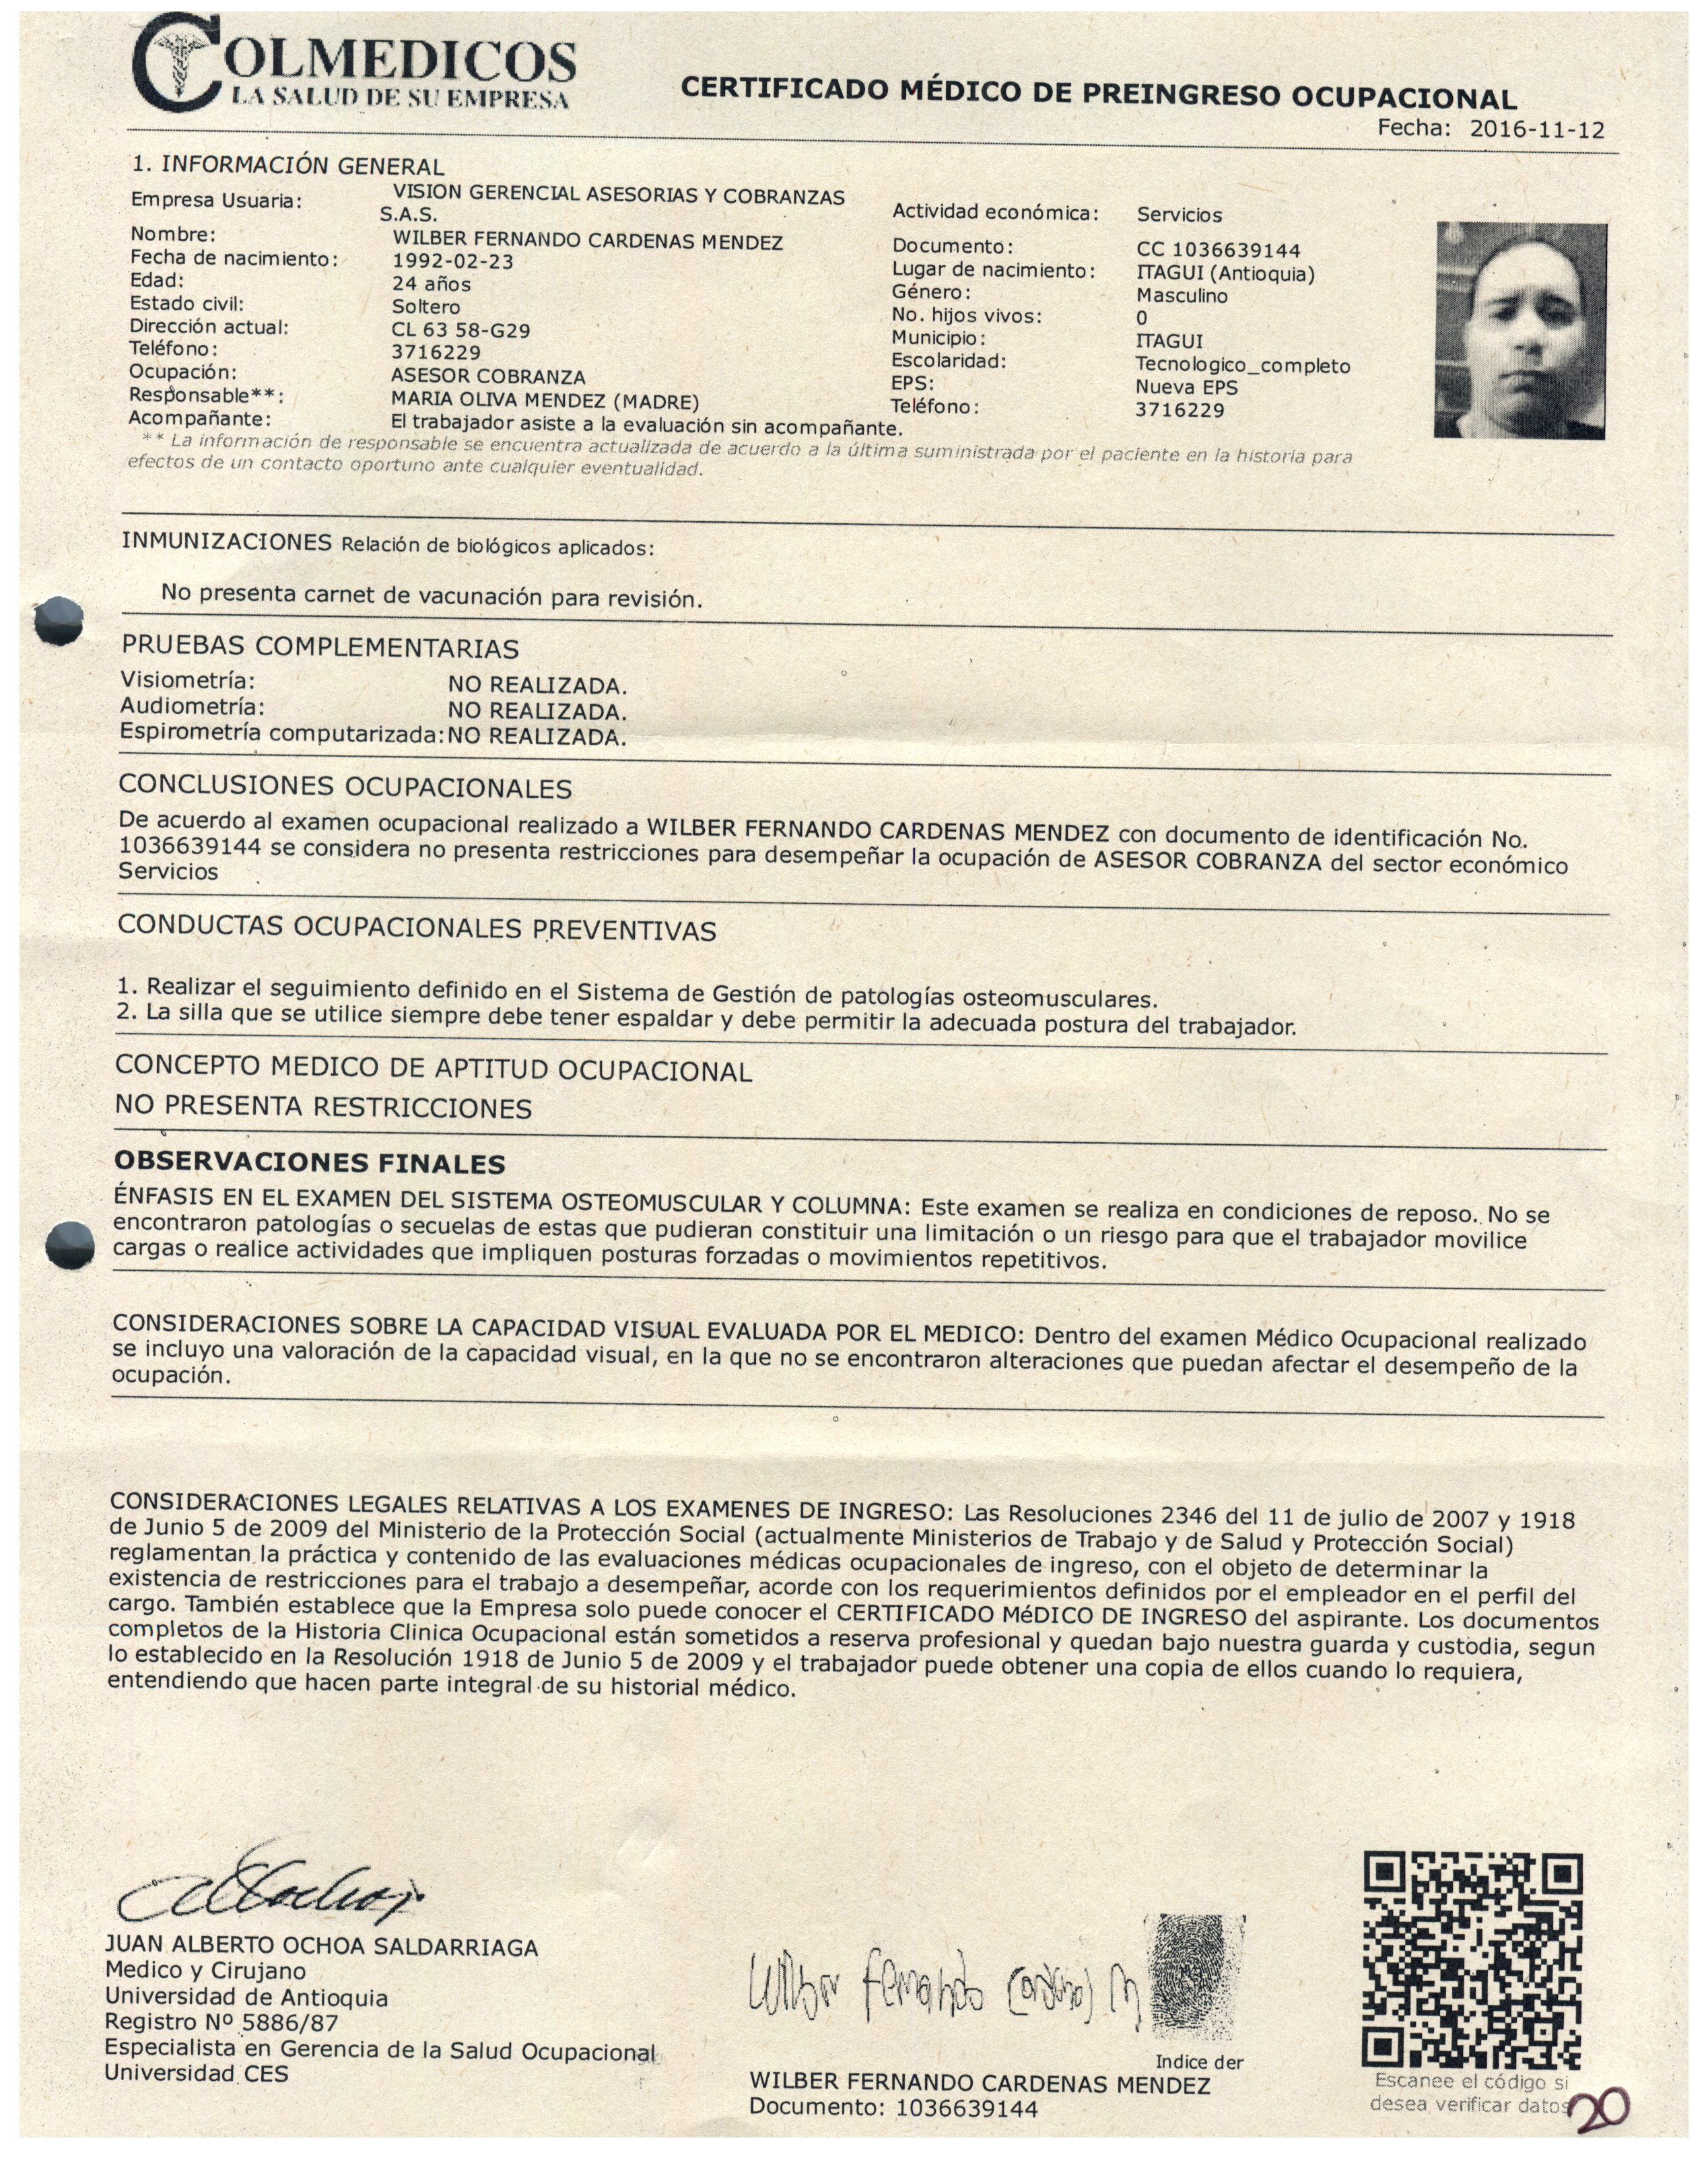 COLMEDICOS
LA SALUD DE SU EMPRESA
CERTIFICADO MÉDICO DE PREINGRESO OCUPACIONAL
Fecha: 2016-11-12
1. INFORMACIÓN GENERAL
Empresa Usuaria: VISION GERENCIAL ASESORIAS Y COBRANZAS S.A.S.
Actividad económica: Servicios
Nombre: WILBER FERNANDO CARDENAS MENDEZ
Documento: CC 1036639144
Fecha de nacimiento: 1992-02-23
Lugar de nacimiento: ITAGUI (Antioquia)
Edad: 24 años
Género: Masculino
Estado civil: Soltero
No. hijos vivos: 0
Dirección actual: CL 63 58-G29
Municipio: ITAGUI
Teléfono: 3716229
Escolaridad: Tecnologico_completo
Ocupación: ASESOR COBRANZA
EPS: Nueva EPS
Responsable**: MARIA OLIVA MENDEZ (MADRE)
Teléfono: 3716229
Acompañante: El trabajador asiste a la evaluación sin acompañante.
** La información de responsable se encuentra actualizada de acuerdo a la última suministrada por el paciente en la historia para
efectos de un contacto oportuno ante cualquier eventualidad.
INMUNIZACIONES Relación de biológicos aplicados:
No presenta carnet de vacunación para revisión.
PRUEBAS COMPLEMENTARIAS
Visiometría: NO REALIZADA.
Audiometría: NO REALIZADA.
Espirometría computarizada: NO REALIZADA.
CONCLUSIONES OCUPACIONALES
De acuerdo al examen ocupacional realizado a WILBER FERNANDO CARDENAS MENDEZ con documento de identificación No.
1036639144 se considera no presenta restricciones para desempeñar la ocupación de ASESOR COBRANZA del sector económico
Servicios
CONDUCTAS OCUPACIONALES PREVENTIVAS
1. Realizar el seguimiento definido en el Sistema de Gestión de patologías osteomusculares.
2. La silla que se utilice siempre debe tener espaldar y debe permitir la adecuada postura del trabajador.
CONCEPTO MEDICO DE APTITUD OCUPACIONAL
NO PRESENTA RESTRICCIONES
OBSERVACIONES FINALES
ÉNFASIS EN EL EXAMEN DEL SISTEMA OSTEOMUSCULAR Y COLUMNA: Este examen se realiza en condiciones de reposo. No se
encontraron patologías o secuelas de estas que pudieran constituir una limitación o un riesgo para que el trabajador movilice
cargas o realice actividades que impliquen posturas forzadas o movimientos repetitivos.
CONSIDERACIONES SOBRE LA CAPACIDAD VISUAL EVALUADA POR EL MEDICO: Dentro del examen Médico Ocupacional realizado
se incluyo una valoración de la capacidad visual, en la que no se encontraron alteraciones que puedan afectar el desempeño de la
ocupación.
CONSIDERACIONES LEGALES RELATIVAS A LOS EXAMENES DE INGRESO: Las Resoluciones 2346 del 11 de julio de 2007 y 1918
de Junio 5 de 2009 del Ministerio de la Protección Social (actualmente Ministerios de Trabajo y de Salud y Protección Social)
reglamentan la práctica y contenido de las evaluaciones médicas ocupacionales de ingreso, con el objeto de determinar la
existencia de restricciones para el trabajo a desempeñar, acorde con los requerimientos definidos por el empleador en el perfil del
cargo. También establece que la Empresa solo puede conocer el CERTIFICADO MéDICO DE INGRESO del aspirante. Los documentos
completos de la Historia Clinica Ocupacional están sometidos a reserva profesional y quedan bajo nuestra guarda y custodia, segun
lo establecido en la Resolución 1918 de Junio 5 de 2009 y el trabajador puede obtener una copia de ellos cuando lo requiera,
entendiendo que hacen parte integral de su historial médico.
JUAN ALBERTO OCHOA SALDARRIAGA
Medico y Cirujano
Universidad de Antioquia
Registro Nº 5886/87
Especialista en Gerencia de la Salud Ocupacional
Universidad CES
Wilber Fernando Cardenas M
Indice der
WILBER FERNANDO CARDENAS MENDEZ
Documento: 1036639144
Escanee el código si
desea verificar datos
20